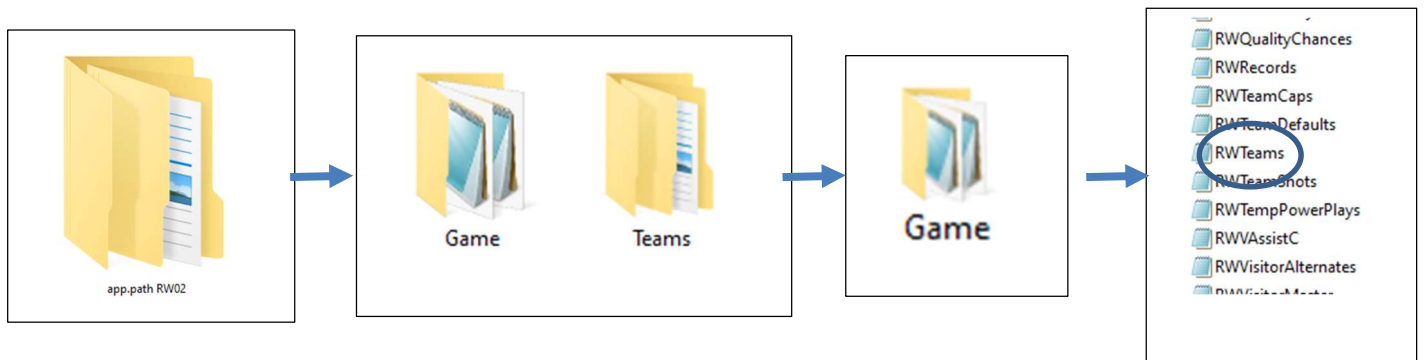 app.path RW02
Game
Teams
Game
RWQualityChances
RWRecords
RWTeamCaps
RWTeamDefaults
RWTeams
RWTeamShots
RWTempPowerPlays
RWVAssistC
RWVisitorAlternates